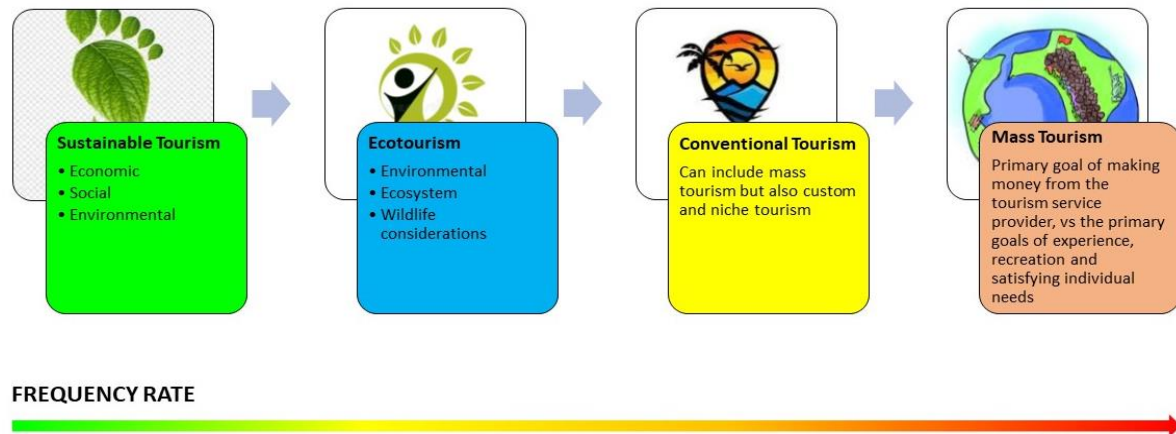 Sustainable Tourism
• Economic
• Social
• Environmental
Ecotourism
• Environmental
• Ecosystem
• Wildlife
considerations
Conventional Tourism
Can include mass
tourism but also custom
and niche tourism
Mass Tourism
Primary goal of making
money from the
tourism service
provider, vs the primary
goals of experience,
recreation and
satisfying individual
needs
FREQUENCY RATE